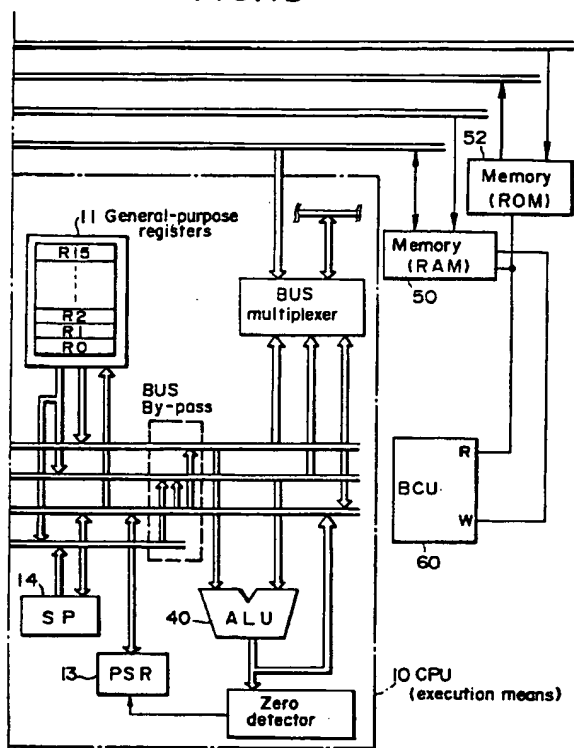 52
Memory
(ROM)
11 General-purpose
registers
R15
R2
R1
R0
BUS
multiplexer
Memory
(RAM)
50
BUS
By-pass
R
BCU
W
60
14
SP
40
ALU
13
PSR
10 CPU
(execution means)
Zero
detector